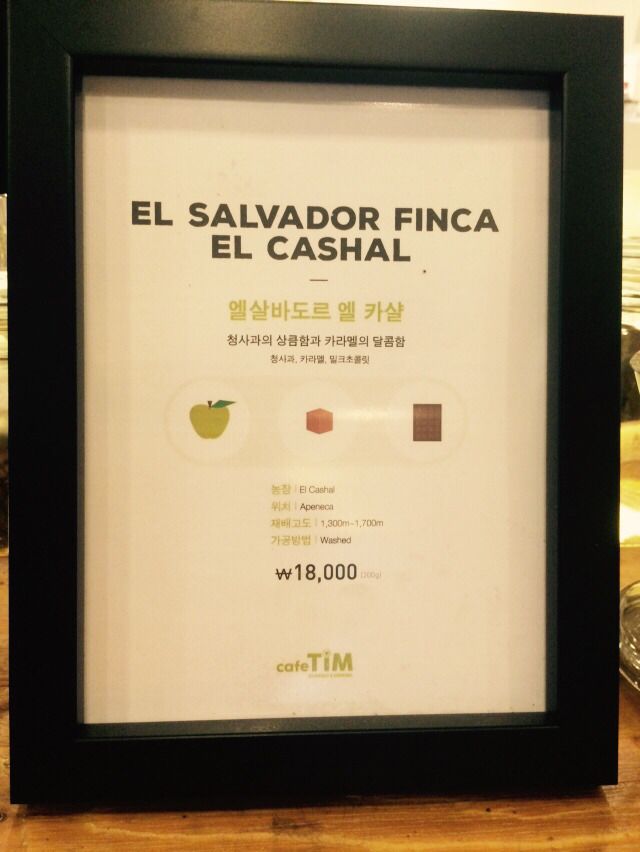 EL SALVADOR FINCA
EL CASHAL
엘살바도르 엘 카샬
청사과의 상큼함과 카라멜의 달콤함
청사과, 카라멜, 밀크초콜릿
농장 | El Cashal
위치 | Apeneca
재배고도 | 1,300m~1,700m
가공방법 | Washed
₩18,000 (200g)
cafe TiM